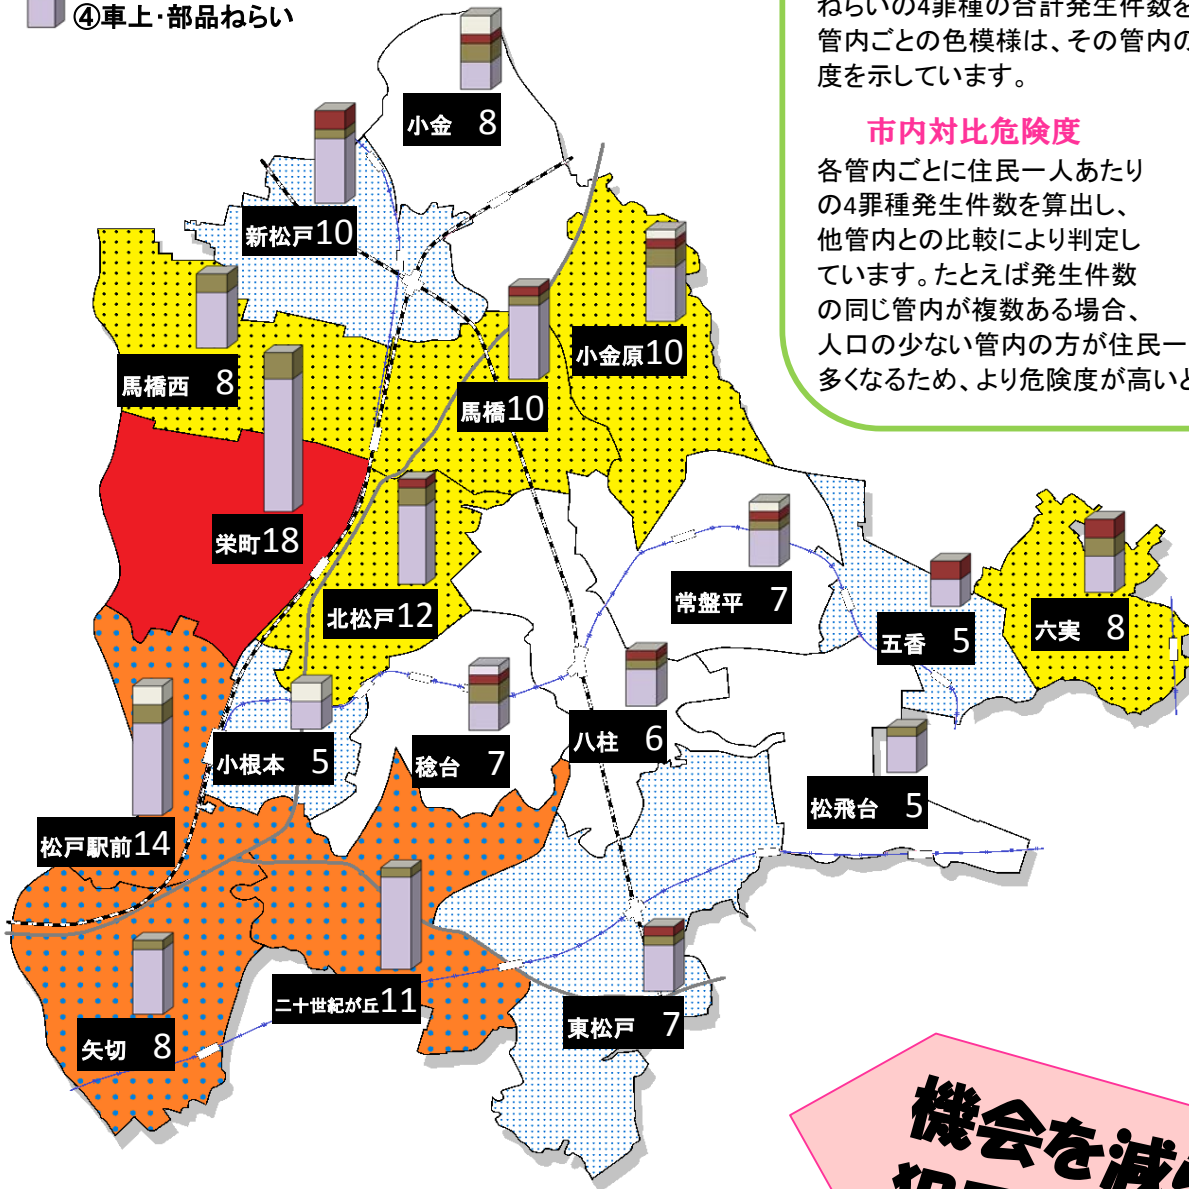 ④車上・部品ねらい
ねらいの4罪種の合計発生件数を
管内ごとの色模様は、その管内の
度を示しています。
市内対比危険度
各管内ごとに住民一人あたり
の4罪種発生件数を算出し、
他管内との比較により判定し
ています。たとえば発生件数
の同じ管内が複数ある場合、
人口の少ない管内の方が住民一
多くなるため、より危険度が高いと
小金 8
新松戸10
小金原10
馬橋西 8
馬橋10
栄町18
北松戸12
常盤平 7
五香 5
六実 8
小根本 5
稔台 7
八柱 6
松飛台 5
松戸駅前14
二十世紀が丘11
東松戸 7
矢切 8
機会を減ら